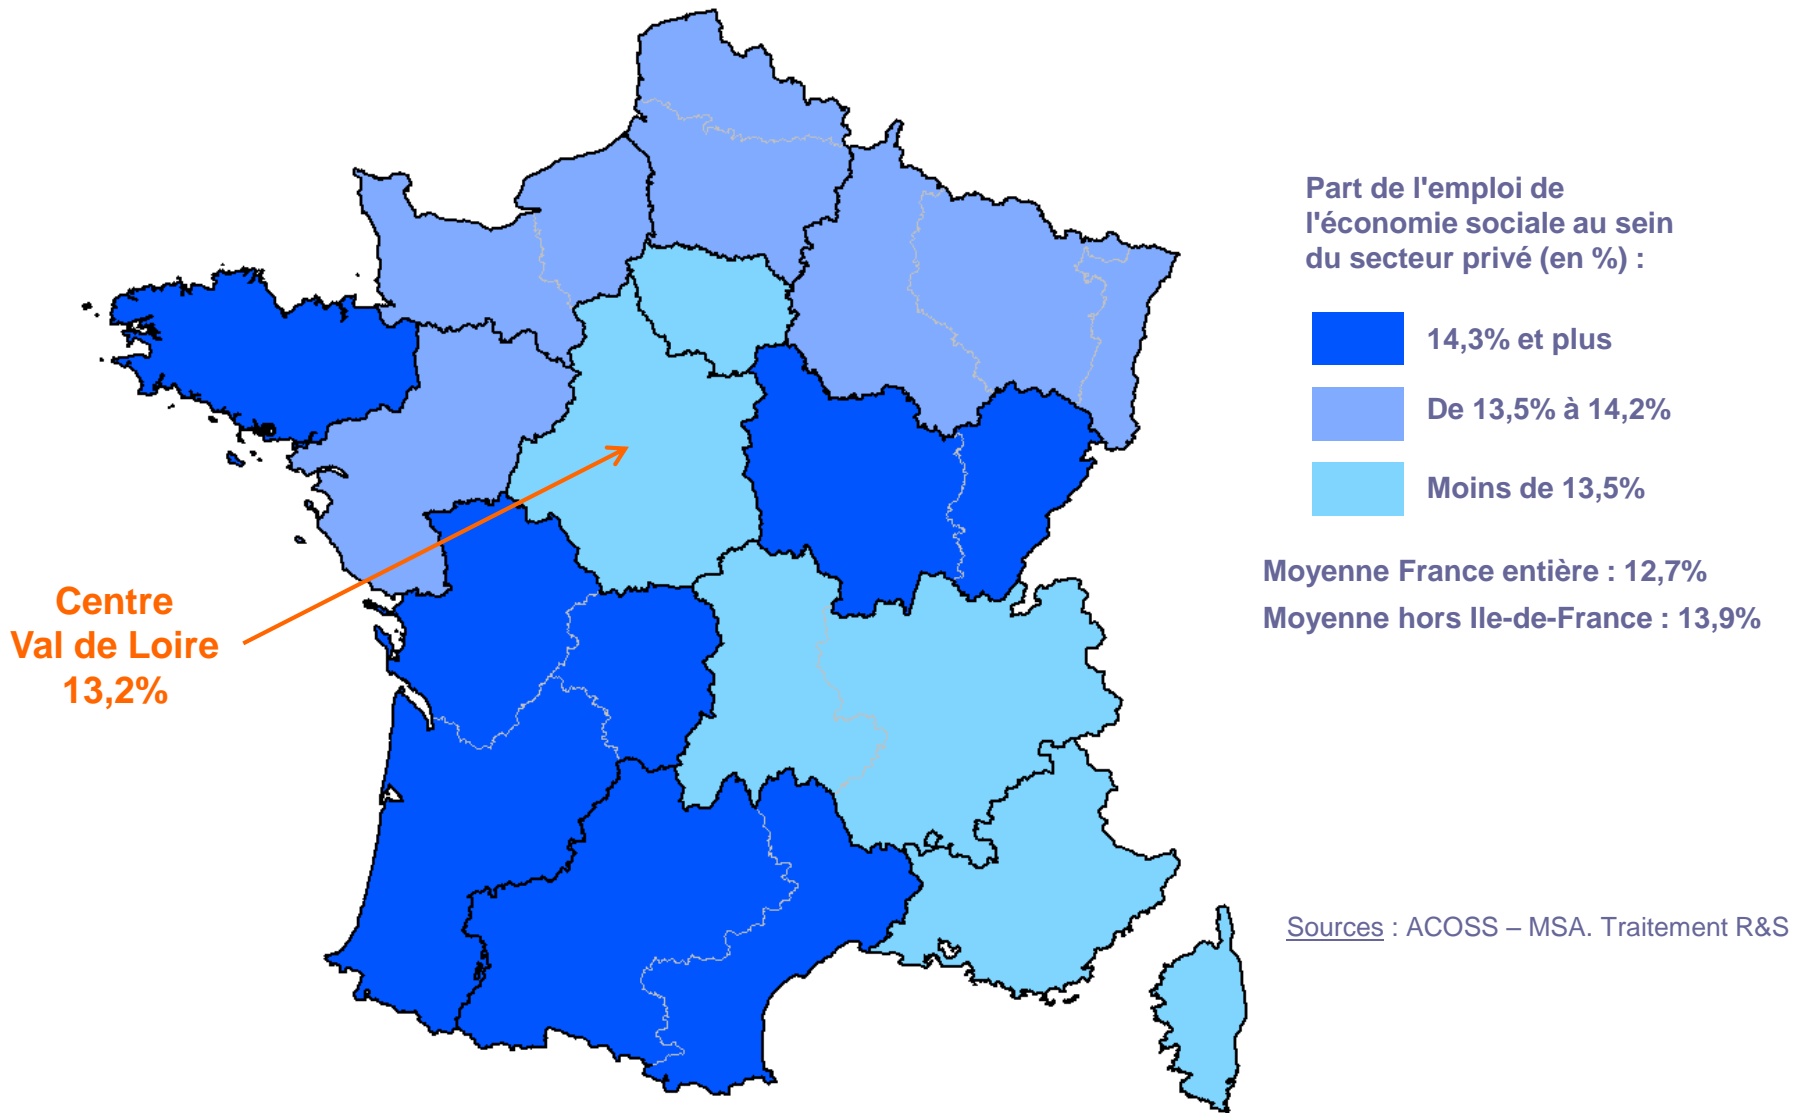 Part de l'emploi de
l'économie sociale au sein
du secteur privé (en %) :
14,3% et plus
De 13,5% à 14,2%
Moins de 13,5%
Moyenne France entière : 12,7%
Moyenne hors Ile-de-France : 13,9%
Centre
Val de Loire
13,2%
Sources : ACOSS – MSA. Traitement R&S